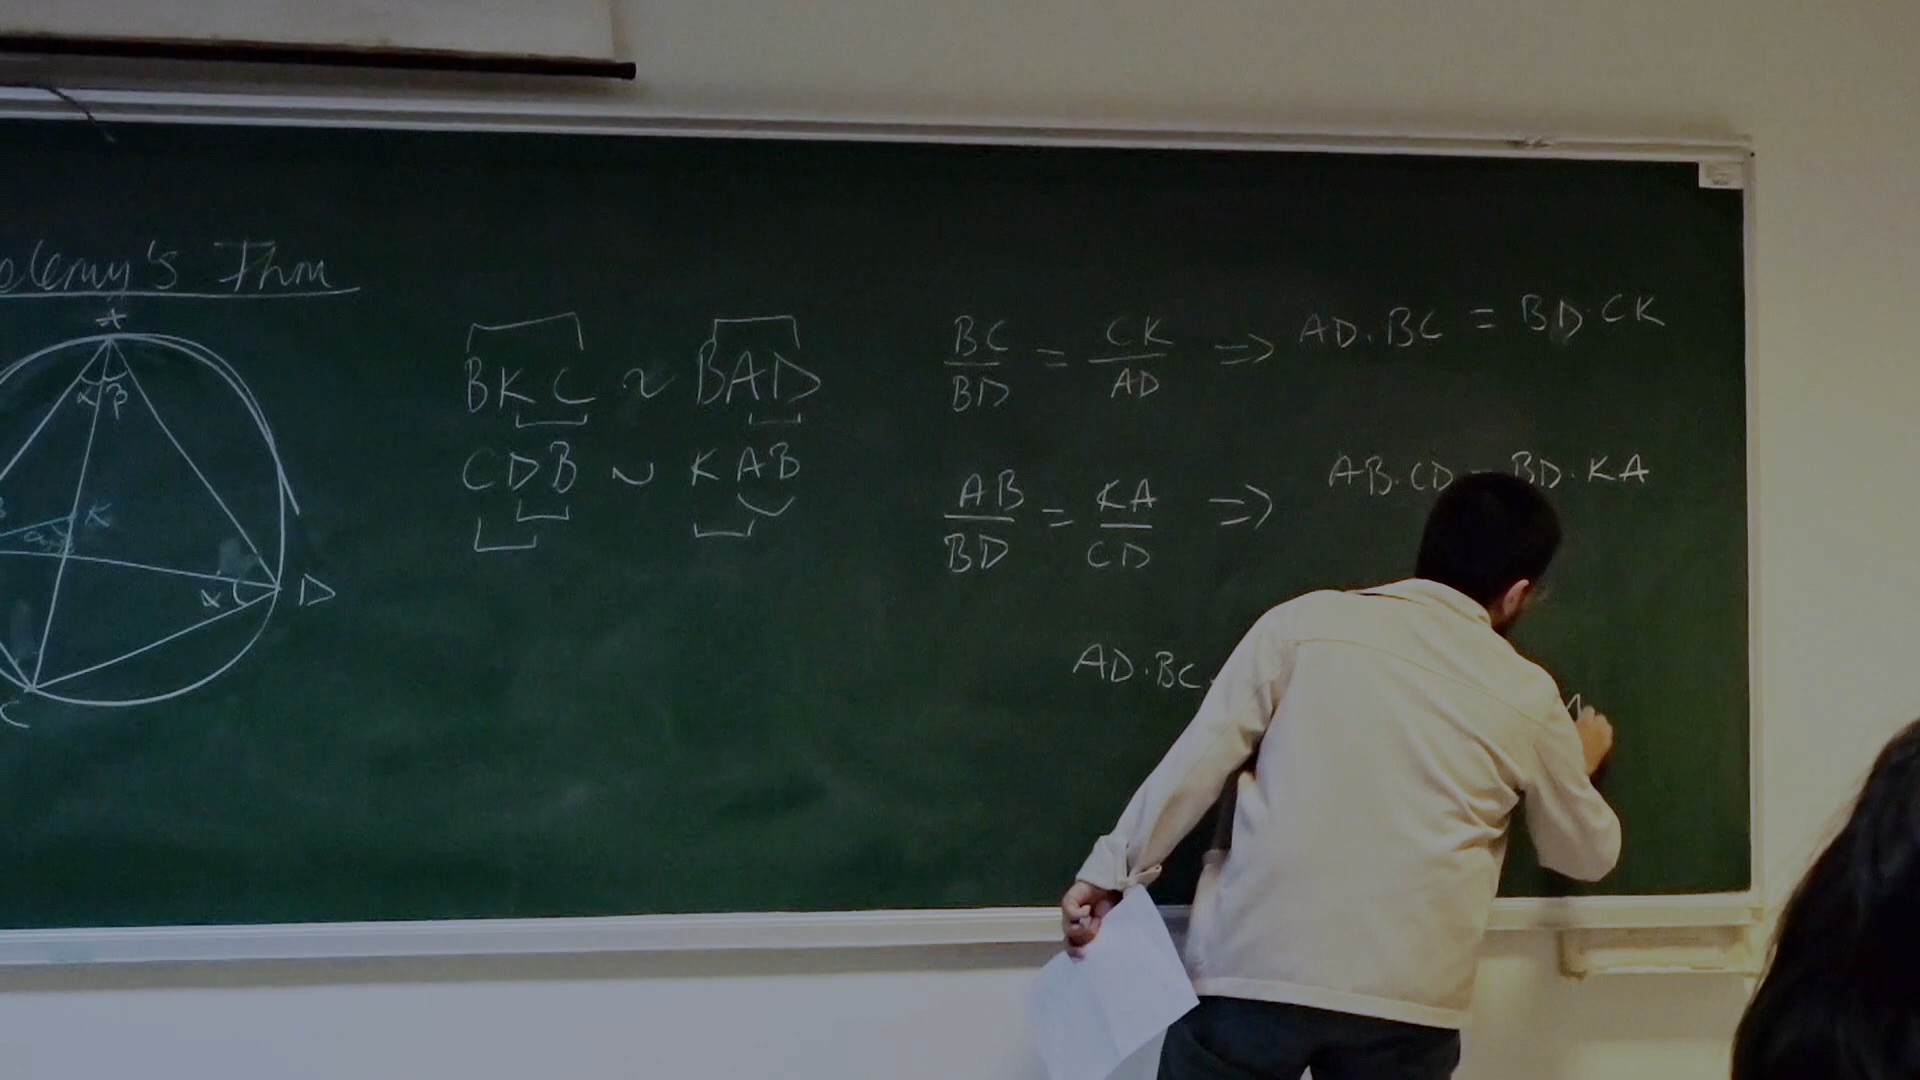 olemy's Thm
A
α β
K
α
D
C
BKC ~ BAD
CDB ~ KAB
BC/BD = CK/AD ⇒ AD·BC = BD·CK
AB/BD = KA/CD ⇒ AB·CD = BD·KA
AD·BC